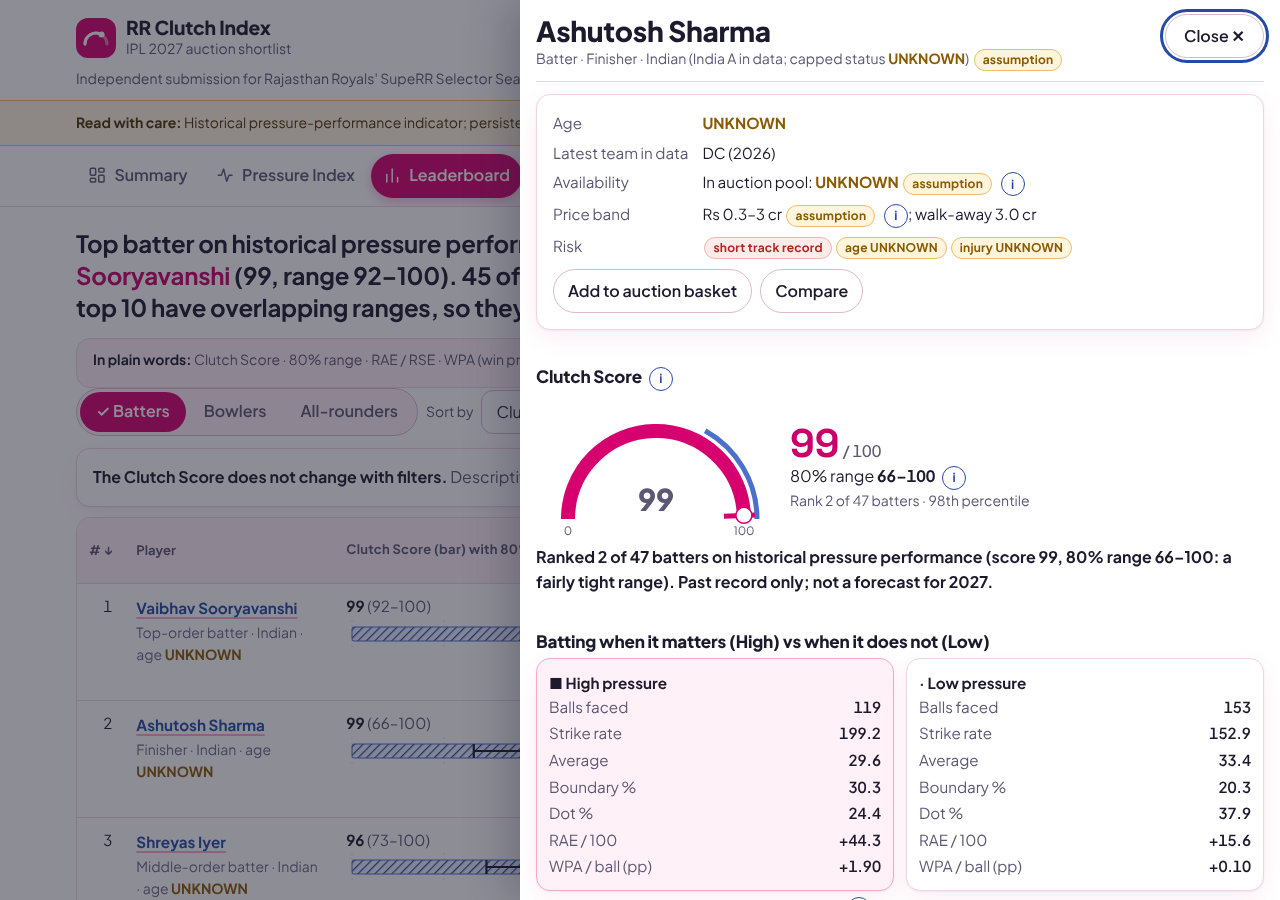 RR Clutch Index
IPL 2027 auction shortlist
Independent submission for Rajasthan Royals' SupeRR Selector Sea
Read with care: Historical pressure-performance indicator; persiste
Summary
Pressure Index
Leaderboard
Top batter on historical pressure perfor
Sooryavanshi (99, range 92–100). 45 of
top 10 have overlapping ranges, so they
In plain words: Clutch Score · 80% range · RAE / RSE · WPA (win pr
✓ Batters
Bowlers
All-rounders
Sort by
Clu
The Clutch Score does not change with filters. Descripti
# ↓
Player
Clutch Score (bar) with 80%
1
Vaibhav Sooryavanshi
99 (92–100)
Top-order batter · Indian ·
age UNKNOWN
2
Ashutosh Sharma
99 (66–100)
Finisher · Indian · age
UNKNOWN
3
Shreyas Iyer
96 (73–100)
Middle-order batter · Indian
· age UNKNOWN
Ashutosh Sharma
Close ✕
Batter · Finisher · Indian (India A in data; capped status UNKNOWN) assumption
Age UNKNOWN
Latest team in data DC (2026)
Availability In auction pool: UNKNOWN assumption i
Price band Rs 0.3–3 cr assumption i; walk-away 3.0 cr
Risk short track record age UNKNOWN injury UNKNOWN
Add to auction basket
Compare
Clutch Score i
99
0
100
99 / 100
80% range 66–100 i
Rank 2 of 47 batters · 98th percentile
Ranked 2 of 47 batters on historical pressure performance (score 99, 80% range 66–100: a
fairly tight range). Past record only; not a forecast for 2027.
Batting when it matters (High) vs when it does not (Low)
■ High pressure
Balls faced 119
Strike rate 199.2
Average 29.6
Boundary % 30.3
Dot % 24.4
RAE / 100 +44.3
WPA / ball (pp) +1.90
· Low pressure
Balls faced 153
Strike rate 152.9
Average 33.4
Boundary % 20.3
Dot % 37.9
RAE / 100 +15.6
WPA / ball (pp) +0.10